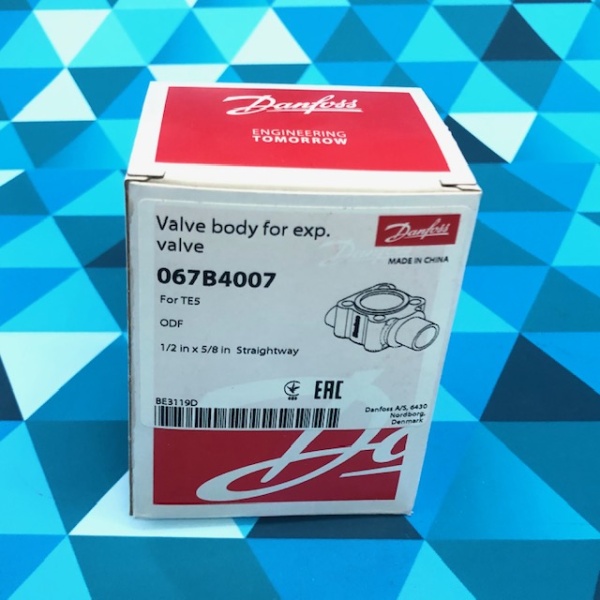 Danfoss
ENGINEERING
TOMORROW
Valve body for exp.
valve
Danfoss
MADE IN CHINA
067B4007
For TE5
ODF
1/2 in x 5/8 in Straightway
EAC
BE3119D
Danfoss A/S, 6430
Nordborg,
Denmark